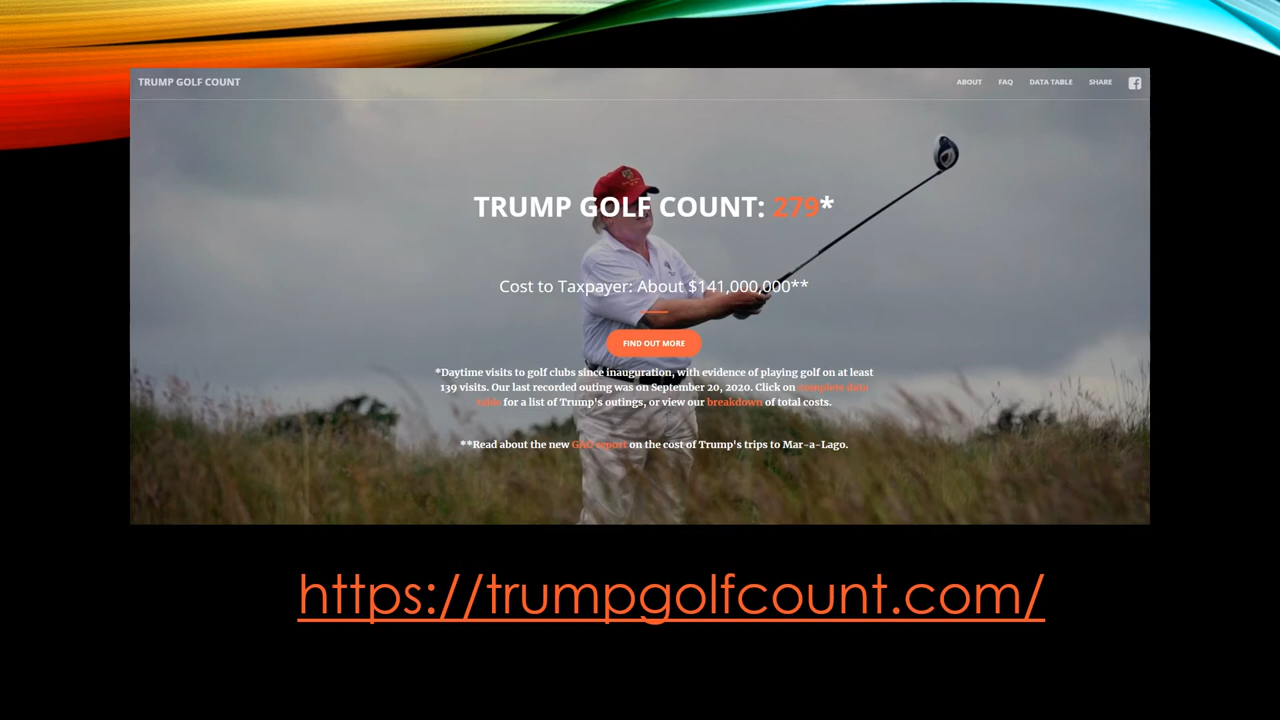 TRUMP GOLF COUNT
ABOUT FAQ DATA TABLE SHARE
TRUMP GOLF COUNT: 279*
Cost to Taxpayer: About $141,000,000**
FIND OUT MORE
*Daytime visits to golf clubs since inauguration, with evidence of playing golf on at least
139 visits. Our last recorded outing was on September 20, 2020. Click on complete data
table for a list of Trump's outings, or view our breakdown of total costs.
**Read about the new GAO report on the cost of Trump's trips to Mar-a-Lago.
https://trumpgolfcount.com/